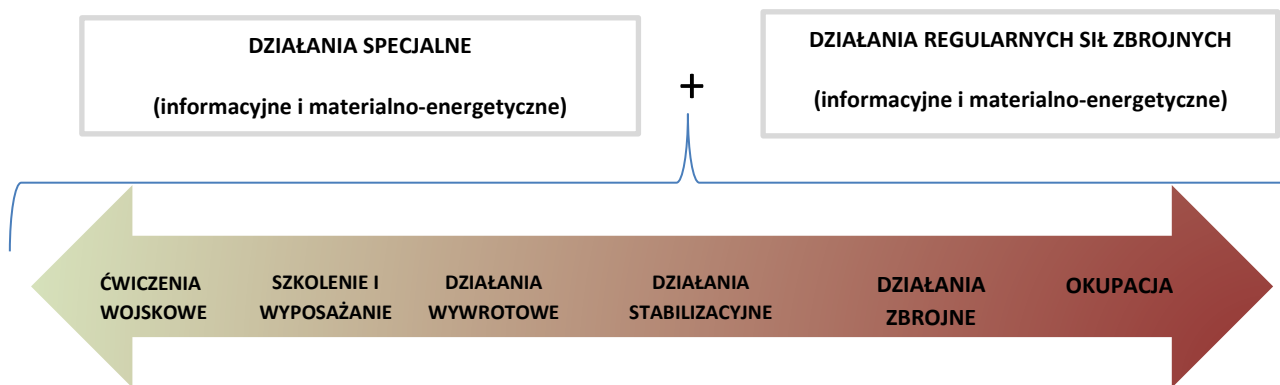 DZIAŁANIA SPECJALNE
(informacyjne i materialno-energetyczne)
+
DZIAŁANIA REGULARNYCH SIŁ ZBROJNYCH
(informacyjne i materialno-energetyczne)
ĆWICZENIA
WOJSKOWE
SZKOLENIE I
WYPOSAŻANIE
DZIAŁANIA
WYWROTOWE
DZIAŁANIA
STABILIZACYJNE
DZIAŁANIA
ZBROJNE
OKUPACJA